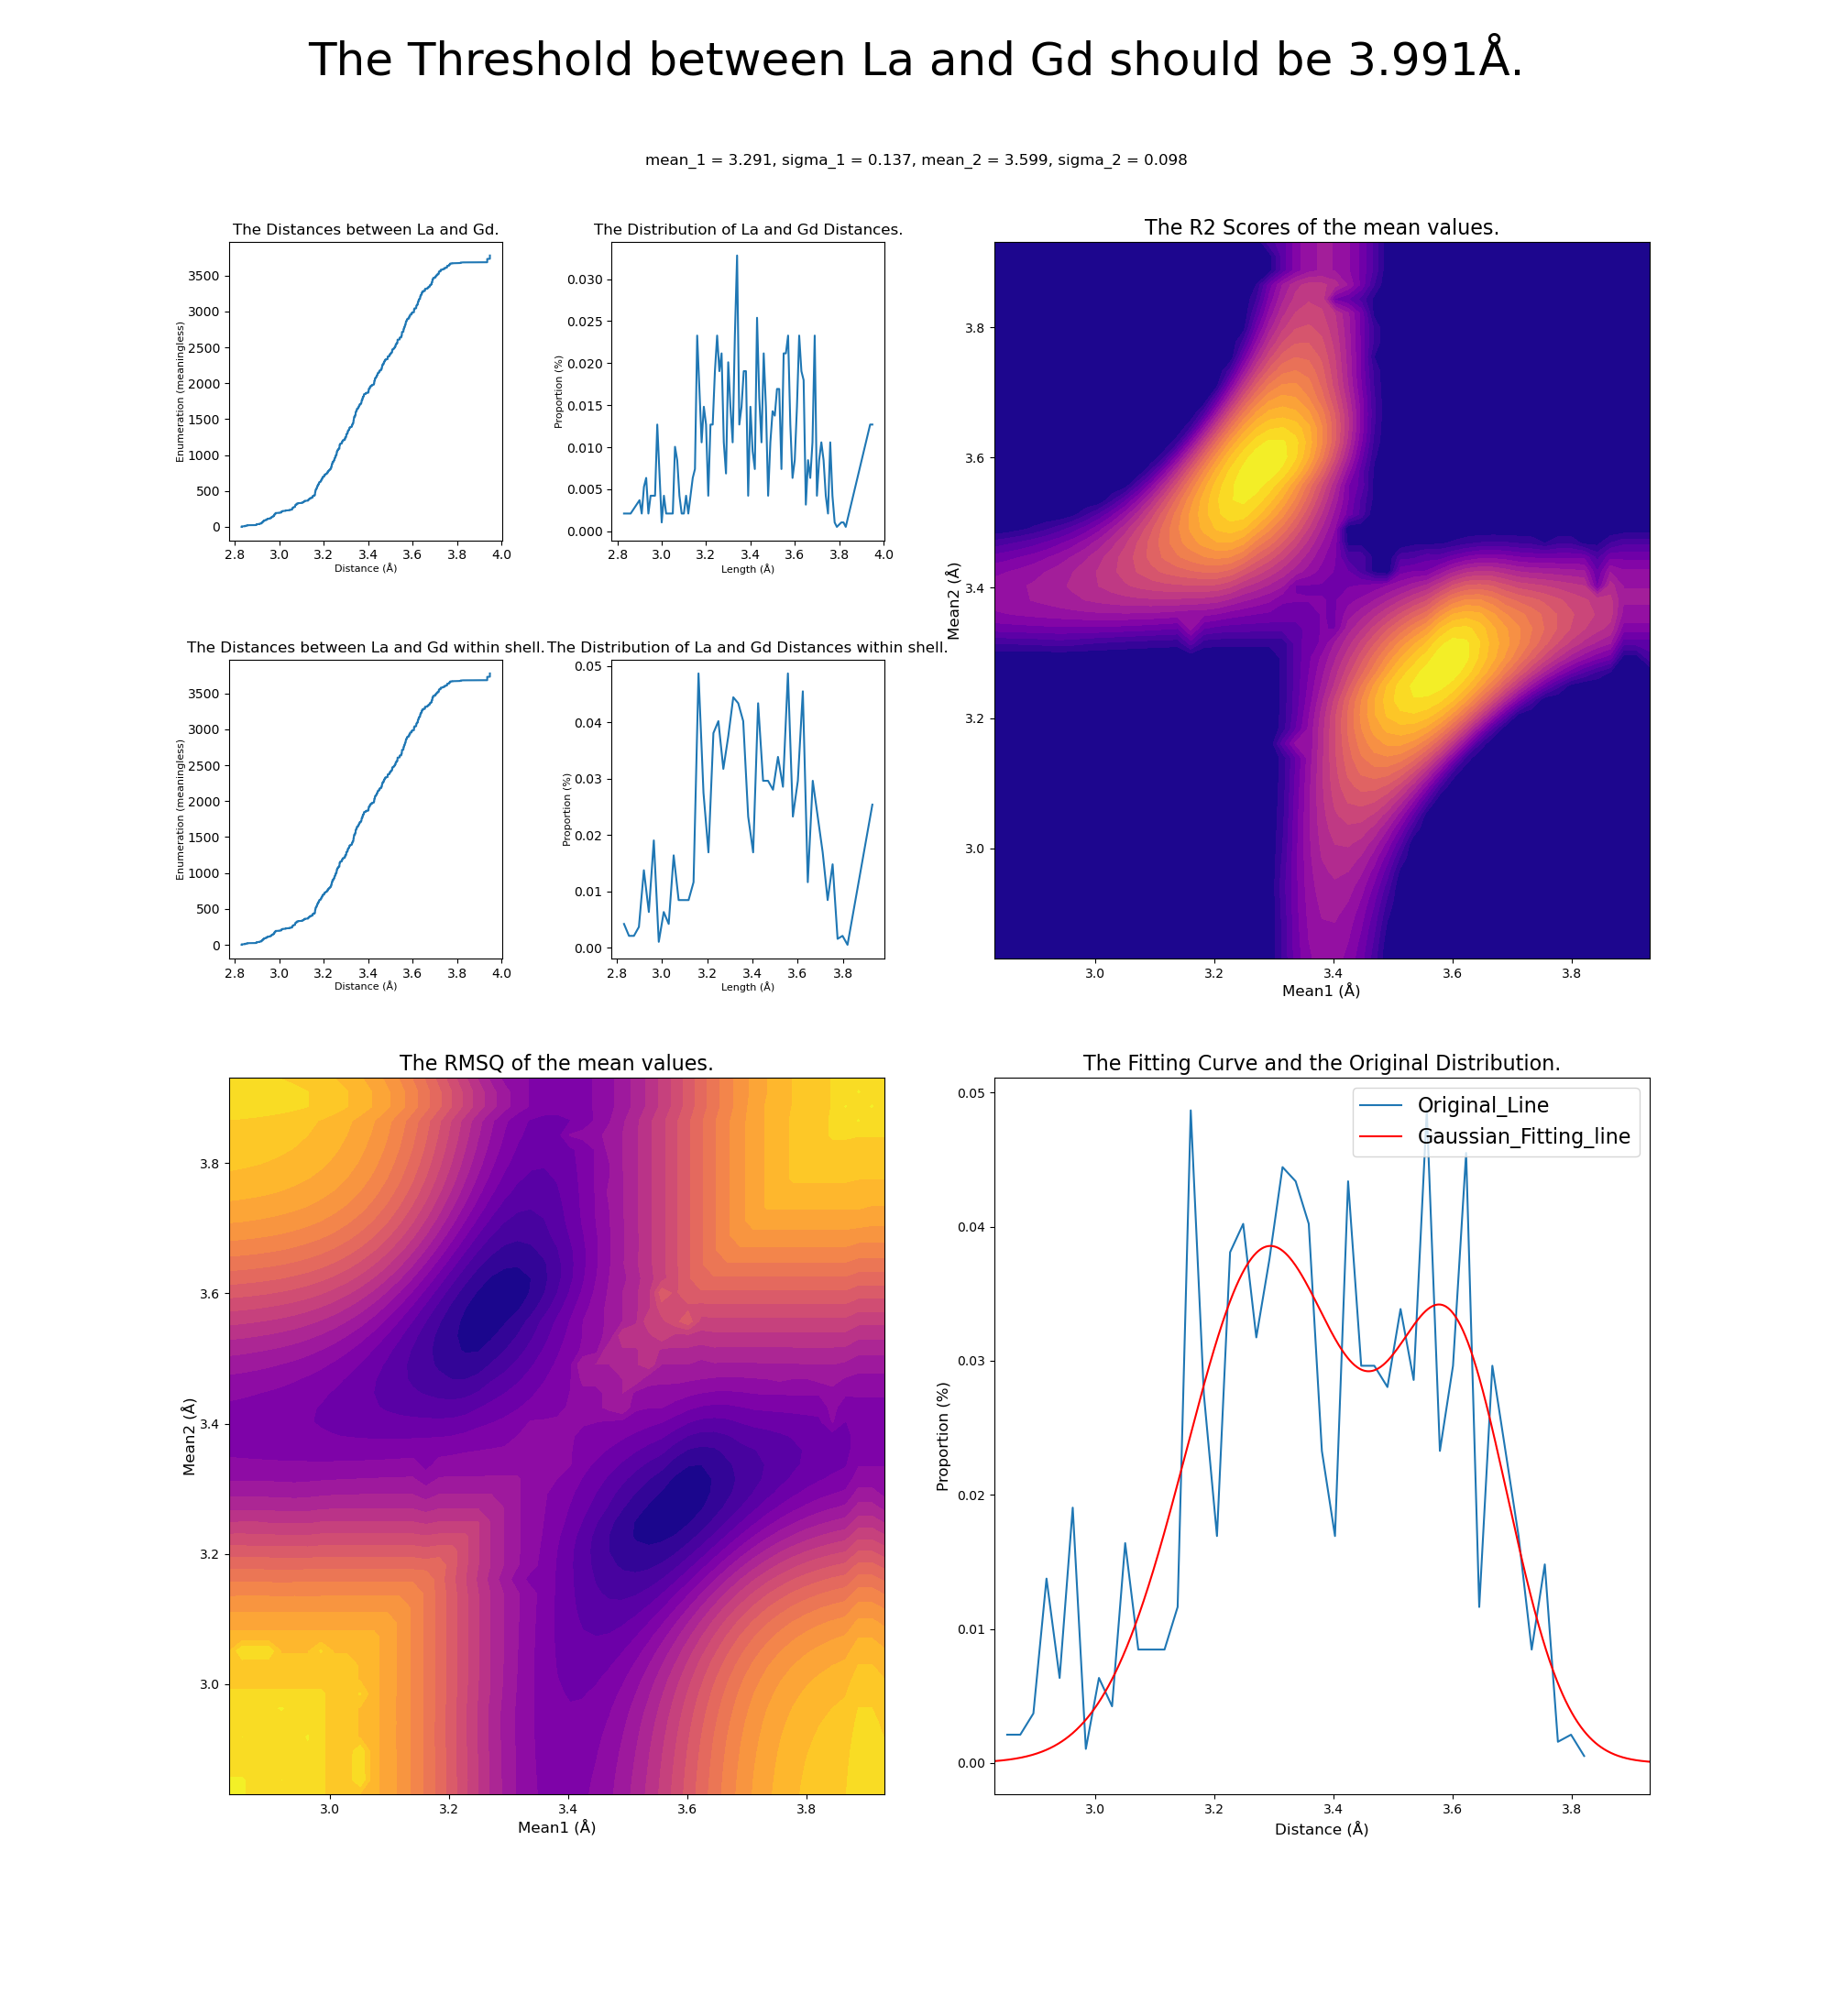 The Threshold between La and Gd should be 3.991Å.
mean_1 = 3.291, sigma_1 = 0.137, mean_2 = 3.599, sigma_2 = 0.098
The Distances between La and Gd.
3500
3000
2500
2000
1500
1000
500
0
Enumeration (meaningless)
2.8 3.0 3.2 3.4 3.6 3.8 4.0
Distance (Å)
The Distribution of La and Gd Distances.
0.030
0.025
0.020
0.015
0.010
0.005
0.000
Proportion (%)
2.8 3.0 3.2 3.4 3.6 3.8 4.0
Length (Å)
The R2 Scores of the mean values.
3.8
3.6
3.4
3.2
3.0
Mean2 (Å)
3.0 3.2 3.4 3.6 3.8
Mean1 (Å)
The Distances between La and Gd within shell.
3500
3000
2500
2000
1500
1000
500
0
Enumeration (meaningless)
2.8 3.0 3.2 3.4 3.6 3.8 4.0
Distance (Å)
The Distribution of La and Gd Distances within shell.
0.05
0.04
0.03
0.02
0.01
0.00
Proportion (%)
2.8 3.0 3.2 3.4 3.6 3.8
Length (Å)
The RMSQ of the mean values.
3.8
3.6
3.4
3.2
3.0
Mean2 (Å)
3.0 3.2 3.4 3.6 3.8
Mean1 (Å)
The Fitting Curve and the Original Distribution.
Original_Line
Gaussian_Fitting_line
0.05
0.04
0.03
0.02
0.01
0.00
Proportion (%)
3.0 3.2 3.4 3.6 3.8
Distance (Å)